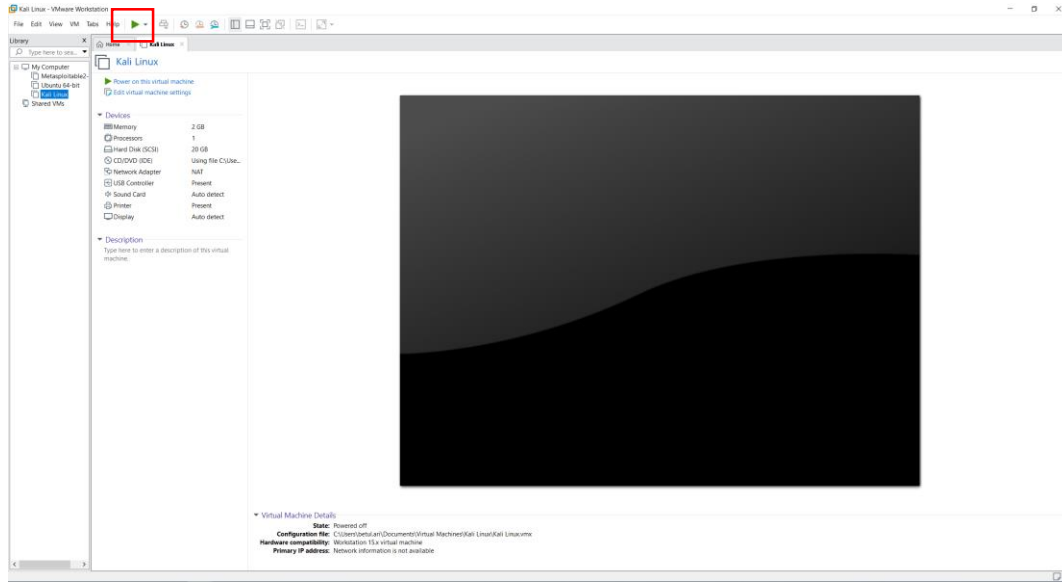 Kali Linux - VMware Workstation
File Edit View VM Tabs Help
Library X
Type here to sea...
Home
Kali Linux
My Computer
Metasploitable2-
Ubuntu 64-bit
Kali Linux
Shared VMs
Kali Linux
Power on this virtual machine
Edit virtual machine settings
Devices
Memory 2 GB
Processors 1
Hard Disk (SCSI) 20 GB
CD/DVD (IDE) Using file C:\Use...
Network Adapter NAT
USB Controller Present
Sound Card Auto detect
Printer Present
Display Auto detect
Description
Type here to enter a description of this virtual
machine.
Virtual Machine Details
State: Powered off
Configuration file: C:\Users\betul.ari\Documents\Virtual Machines\Kali Linux\Kali Linux.vmx
Hardware compatibility: Workstation 15.x virtual machine
Primary IP address: Network information is not available